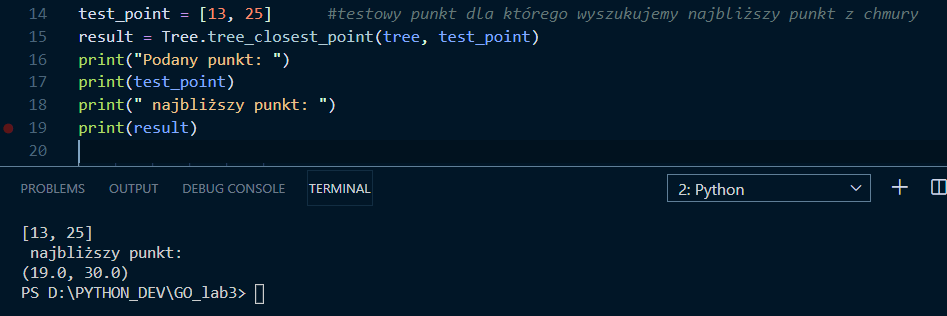 14 test_point = [13, 25] #testowy punkt dla którego wyszukujemy najbliższy punkt z chmury
15 result = Tree.tree_closest_point(tree, test_point)
16 print("Podany punkt: ")
17 print(test_point)
18 print(" najbliższy punkt: ")
19 print(result)
20
PROBLEMS OUTPUT DEBUG CONSOLE TERMINAL 2: Python
[13, 25]
najbliższy punkt:
(19.0, 30.0)
PS D:\PYTHON_DEV\GO_lab3>